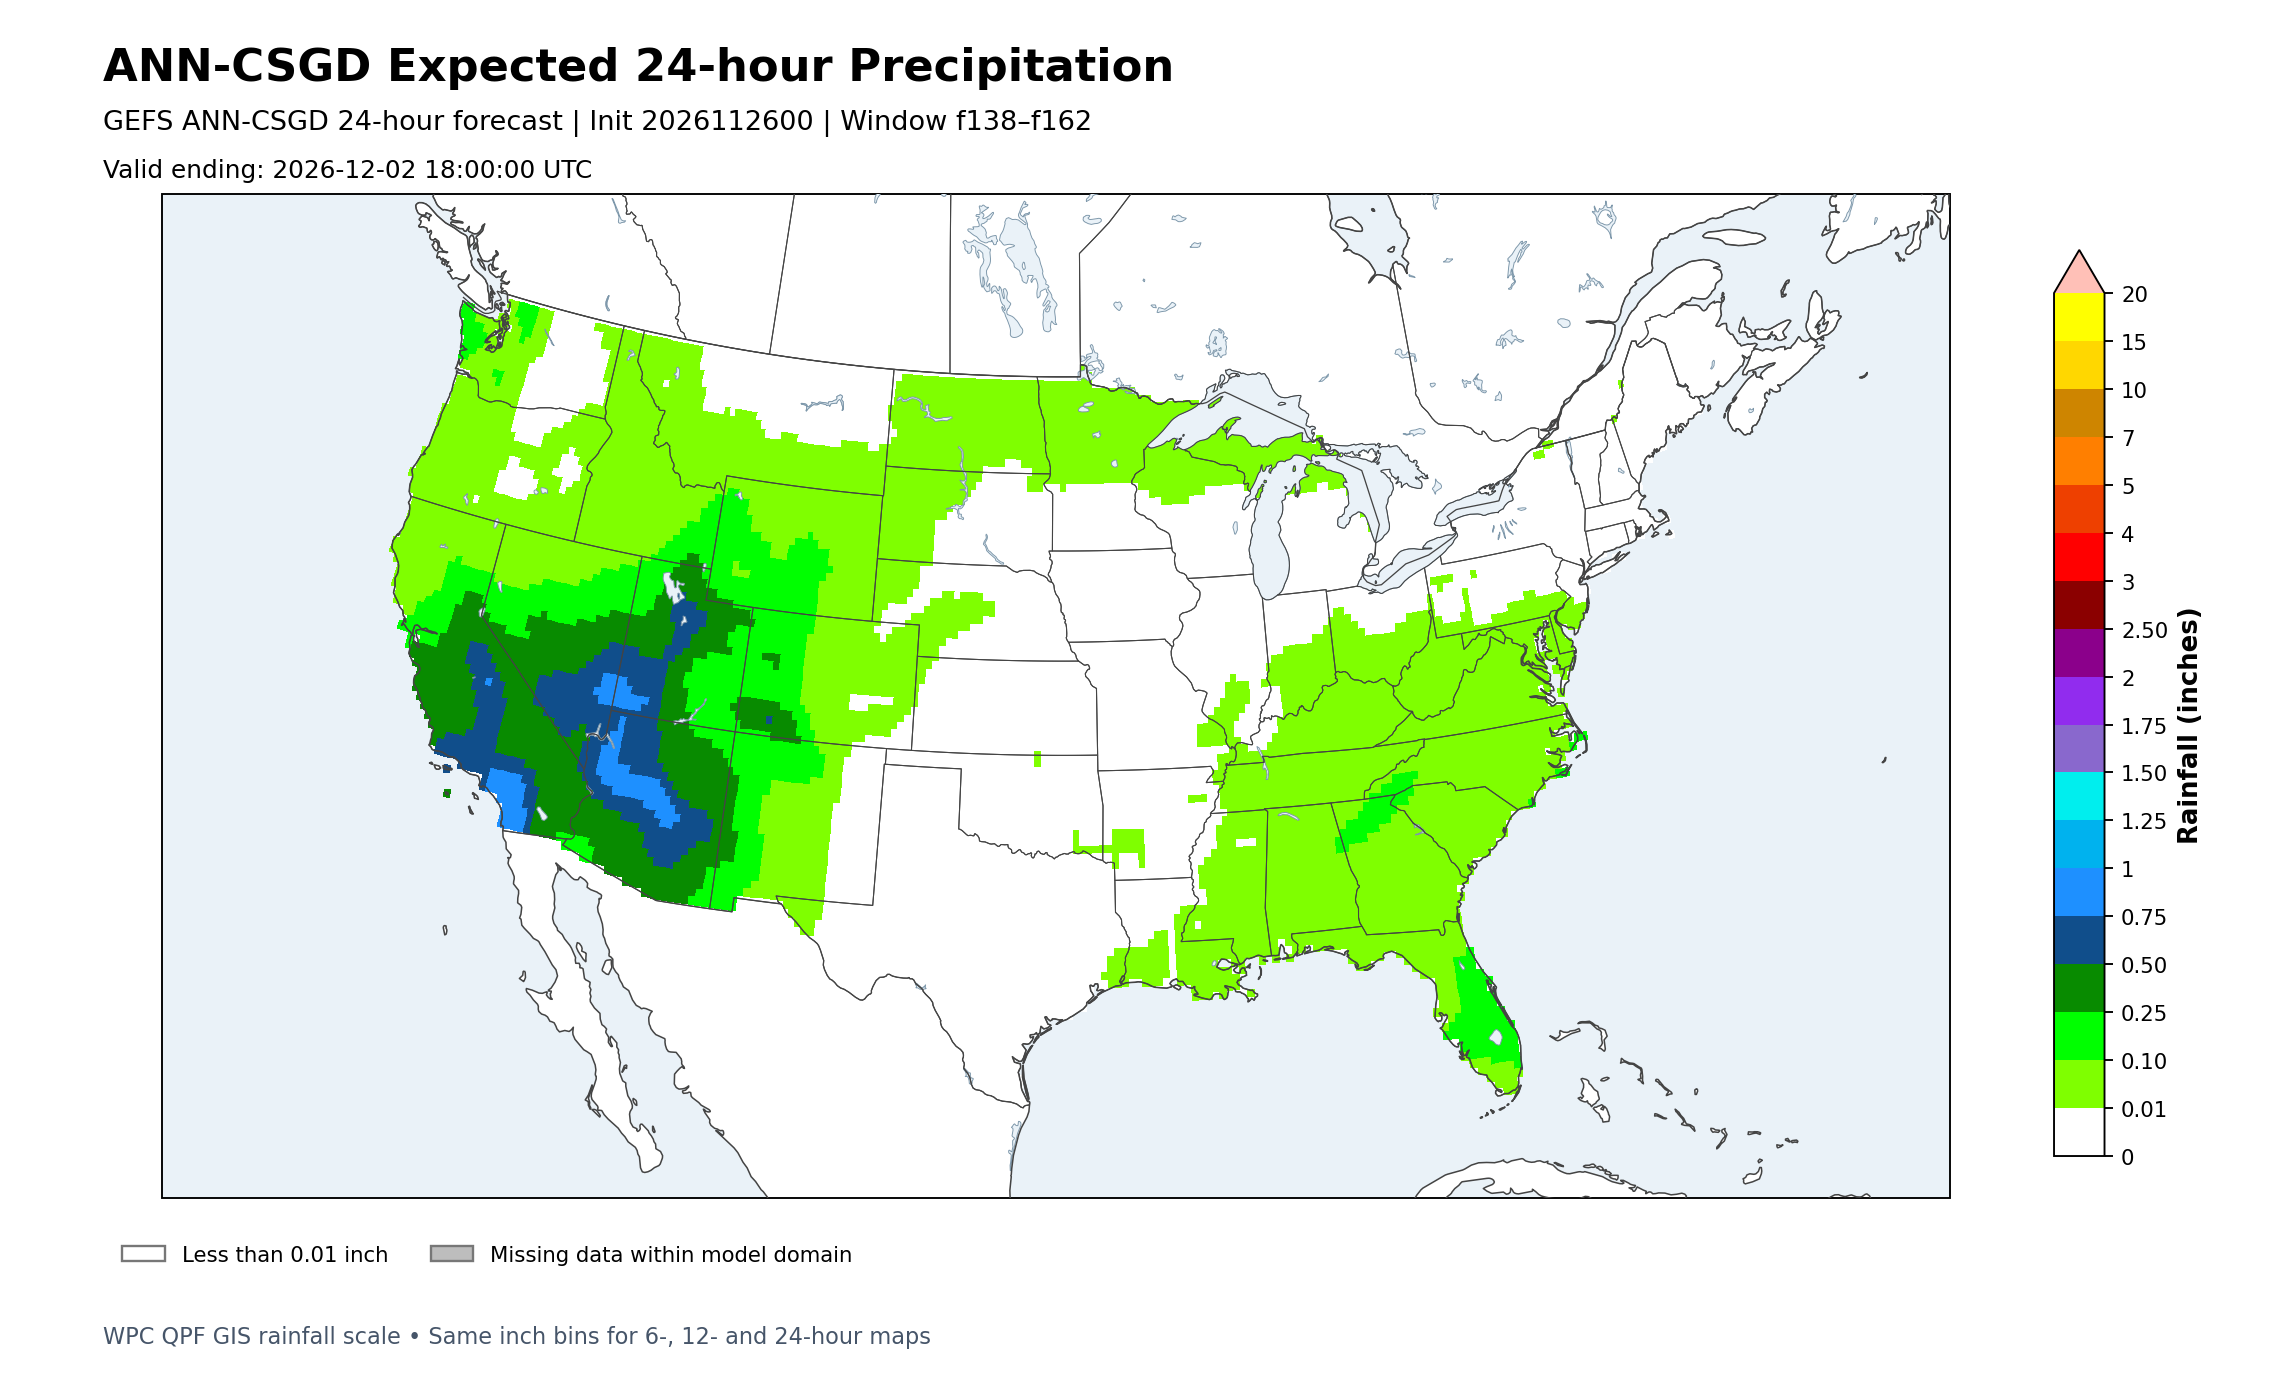 ANN-CSGD Expected 24-hour Precipitation
GEFS ANN-CSGD 24-hour forecast | Init 2026112600 | Window f138–f162
Valid ending: 2026-12-02 18:00:00 UTC
20
15
10
7
5
4
3
2.50
2
1.75
1.50
1.25
1
0.75
0.50
0.25
0.10
0.01
0
Rainfall (inches)
Less than 0.01 inch
Missing data within model domain
WPC QPF GIS rainfall scale • Same inch bins for 6-, 12- and 24-hour maps